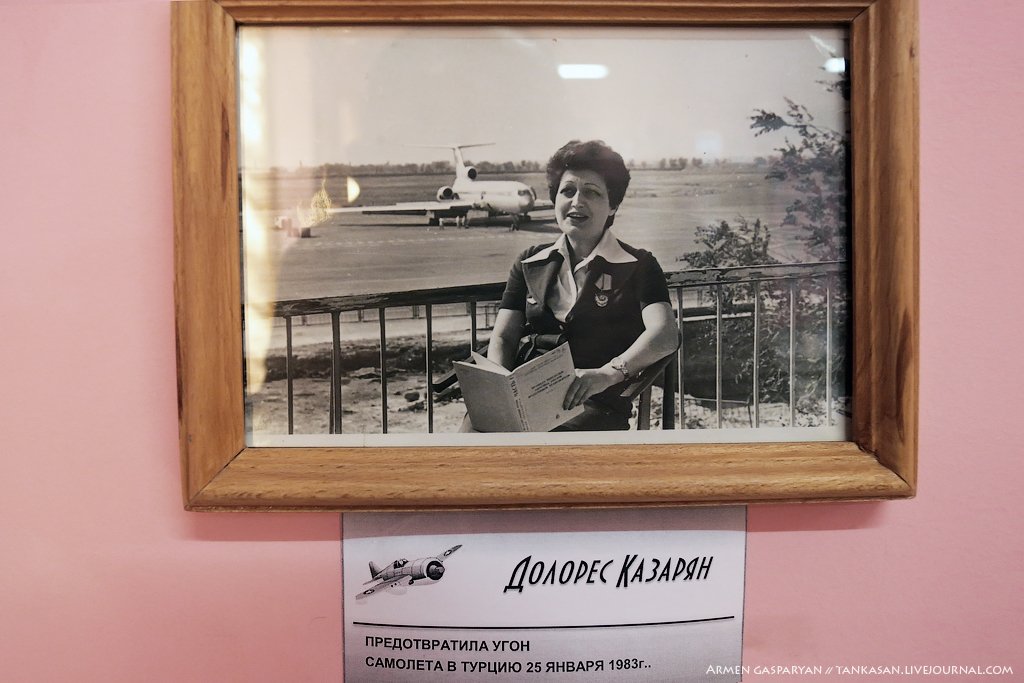 Долорес Казарян
ПРЕДОТВРАТИЛА УГОН
САМОЛЕТА В ТУРЦИЮ 25 ЯНВАРЯ 1983г..
Armen gasparyan // tankasan.livejournal.com